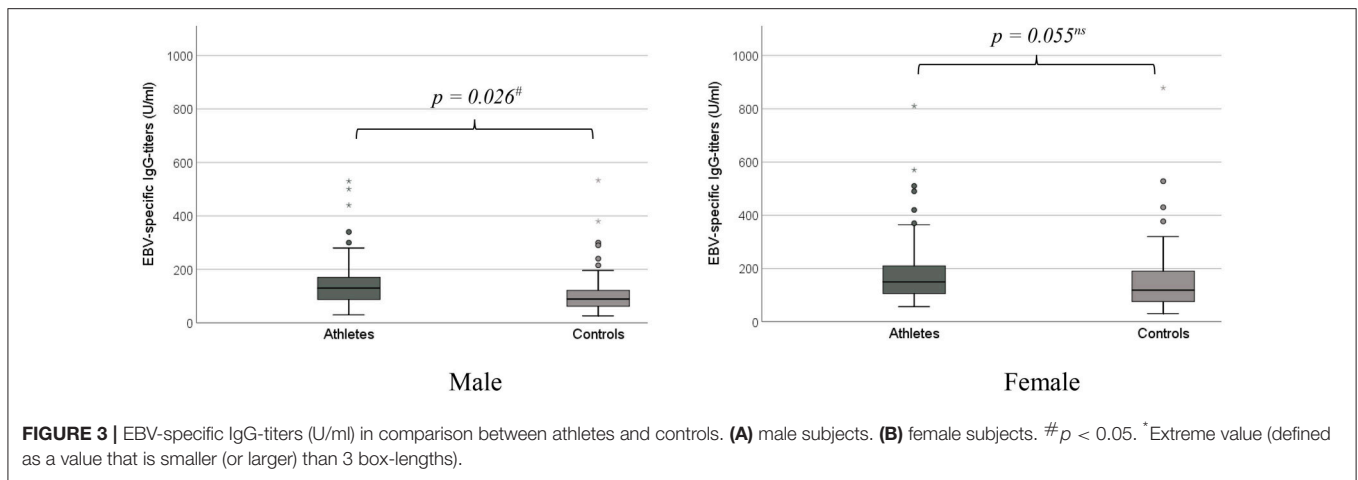 EBV-specific IgG-titers (U/ml)
1000
800
600
400
200
0
p = 0.026#
Athletes
Controls
Male
EBV-specific IgG-titers (U/ml)
1000
800
600
400
200
0
p = 0.055ns
Athletes
Controls
Female
FIGURE 3 | EBV-specific IgG-titers (U/ml) in comparison between athletes and controls. (A) male subjects. (B) female subjects. #p < 0.05. *Extreme value (defined
as a value that is smaller (or larger) than 3 box-lengths).